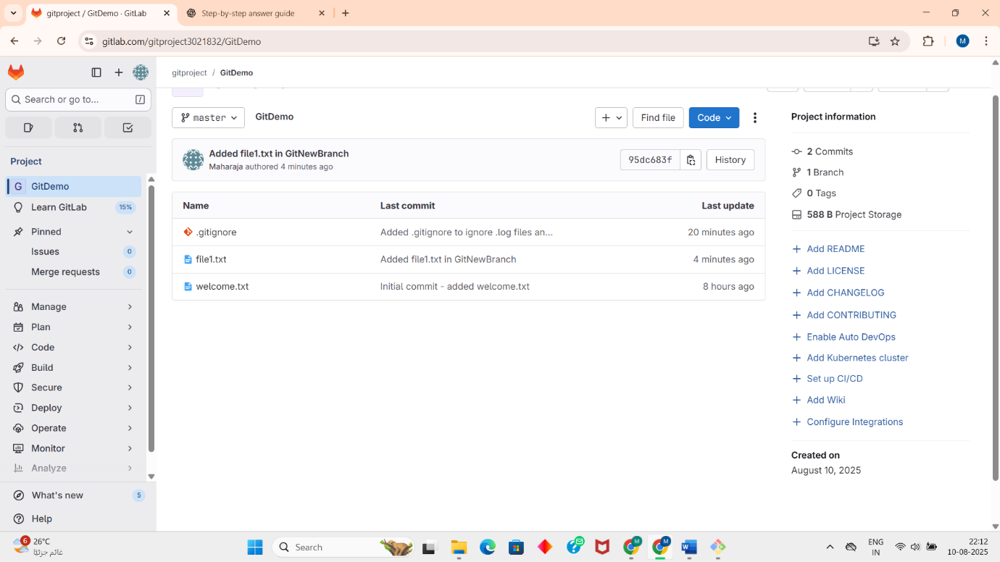 gitproject / GitDemo · GitLab
Step-by-step answer guide
gitlab.com/gitproject3021832/GitDemo
M
gitproject / GitDemo
Search or go to...
/
master
GitDemo
Find file
Code
Project information
Project
Added file1.txt in GitNewBranch
Maharaja authored 4 minutes ago
95dc683f
History
2 Commits
1 Branch
0 Tags
588 B Project Storage
G GitDemo
Learn GitLab 15%
Pinned
Issues 0
Merge requests 0
Name Last commit Last update
.gitignore Added .gitignore to ignore .log files an... 20 minutes ago
file1.txt Added file1.txt in GitNewBranch 4 minutes ago
welcome.txt Initial commit - added welcome.txt 8 hours ago
Add README
Add LICENSE
Add CHANGELOG
Add CONTRIBUTING
Enable Auto DevOps
Add Kubernetes cluster
Set up CI/CD
Add Wiki
Configure Integrations
Manage
Plan
Code
Build
Secure
Deploy
Operate
Monitor
Analyze
Created on
August 10, 2025
What's new 5
Help
6
26°C
غائم جزئيًا
Search
M
M
ENG
IN
22:12
10-08-2025